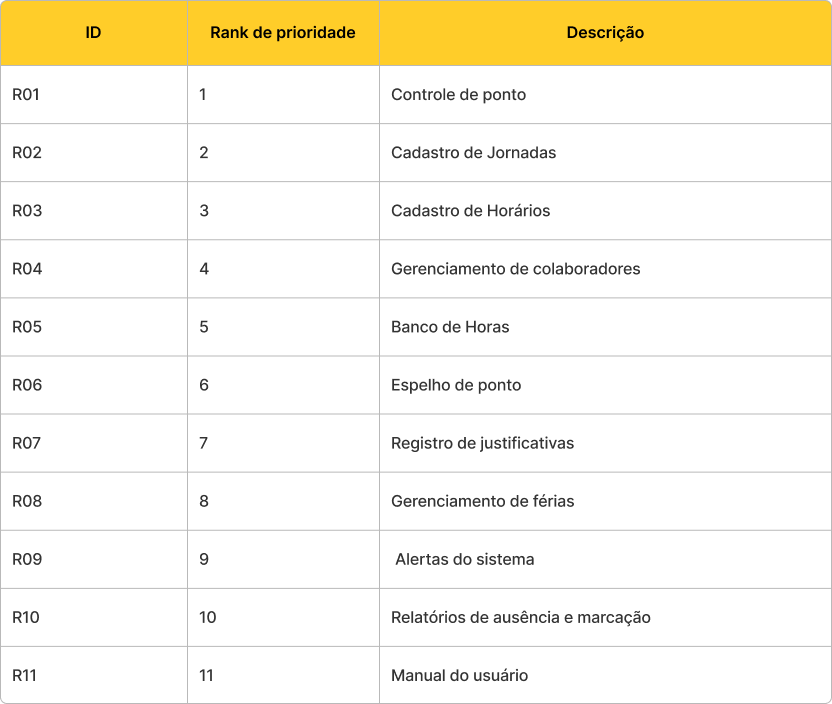 ID Rank de prioridade Descrição
R01 1 Controle de ponto
R02 2 Cadastro de Jornadas
R03 3 Cadastro de Horários
R04 4 Gerenciamento de colaboradores
R05 5 Banco de Horas
R06 6 Espelho de ponto
R07 7 Registro de justificativas
R08 8 Gerenciamento de férias
R09 9 Alertas do sistema
R10 10 Relatórios de ausência e marcação
R11 11 Manual do usuário